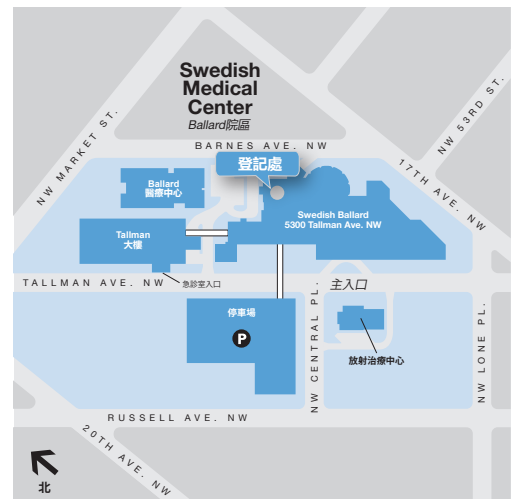 Swedish
Medical
Center
Ballard院區
NW MARKET ST.
BARNES AVE. NW
NW 53RD ST.
17TH AVE. NW
登記處
Ballard
醫療中心
Swedish Ballard
5300 Tallman Ave. NW
Tallman
大樓
TALLMAN AVE. NW
急診室入口
主入口
停車場
P
NW CENTRAL PL.
放射治療中心
NW LONE PL.
RUSSELL AVE. NW
20TH AVE. NW
北